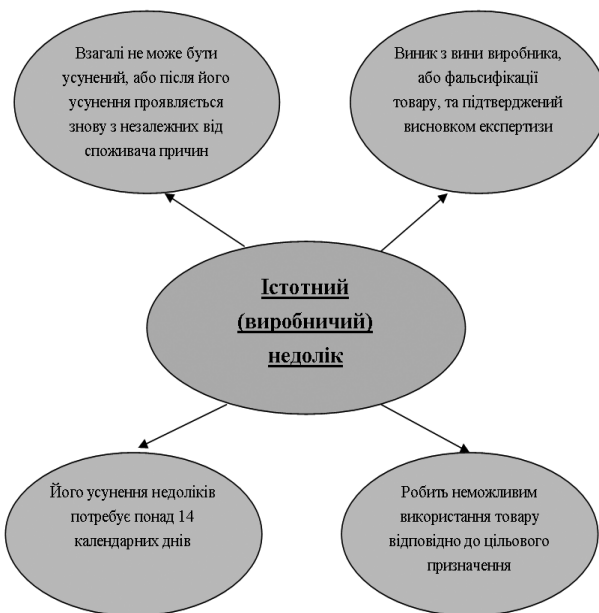 Взагалі не може бути
усунений, або після його
усунення проявляється
знову з незалежних від
споживача причин
Виник з вини виробника,
або фальсифікації
товару, та підтверджений
висновком експертизи
Істотний
(виробничий)
недолік
Його усунення недоліків
потребує понад 14
календарних днів
Робить неможливим
використання товару
відповідно до цільового
призначення